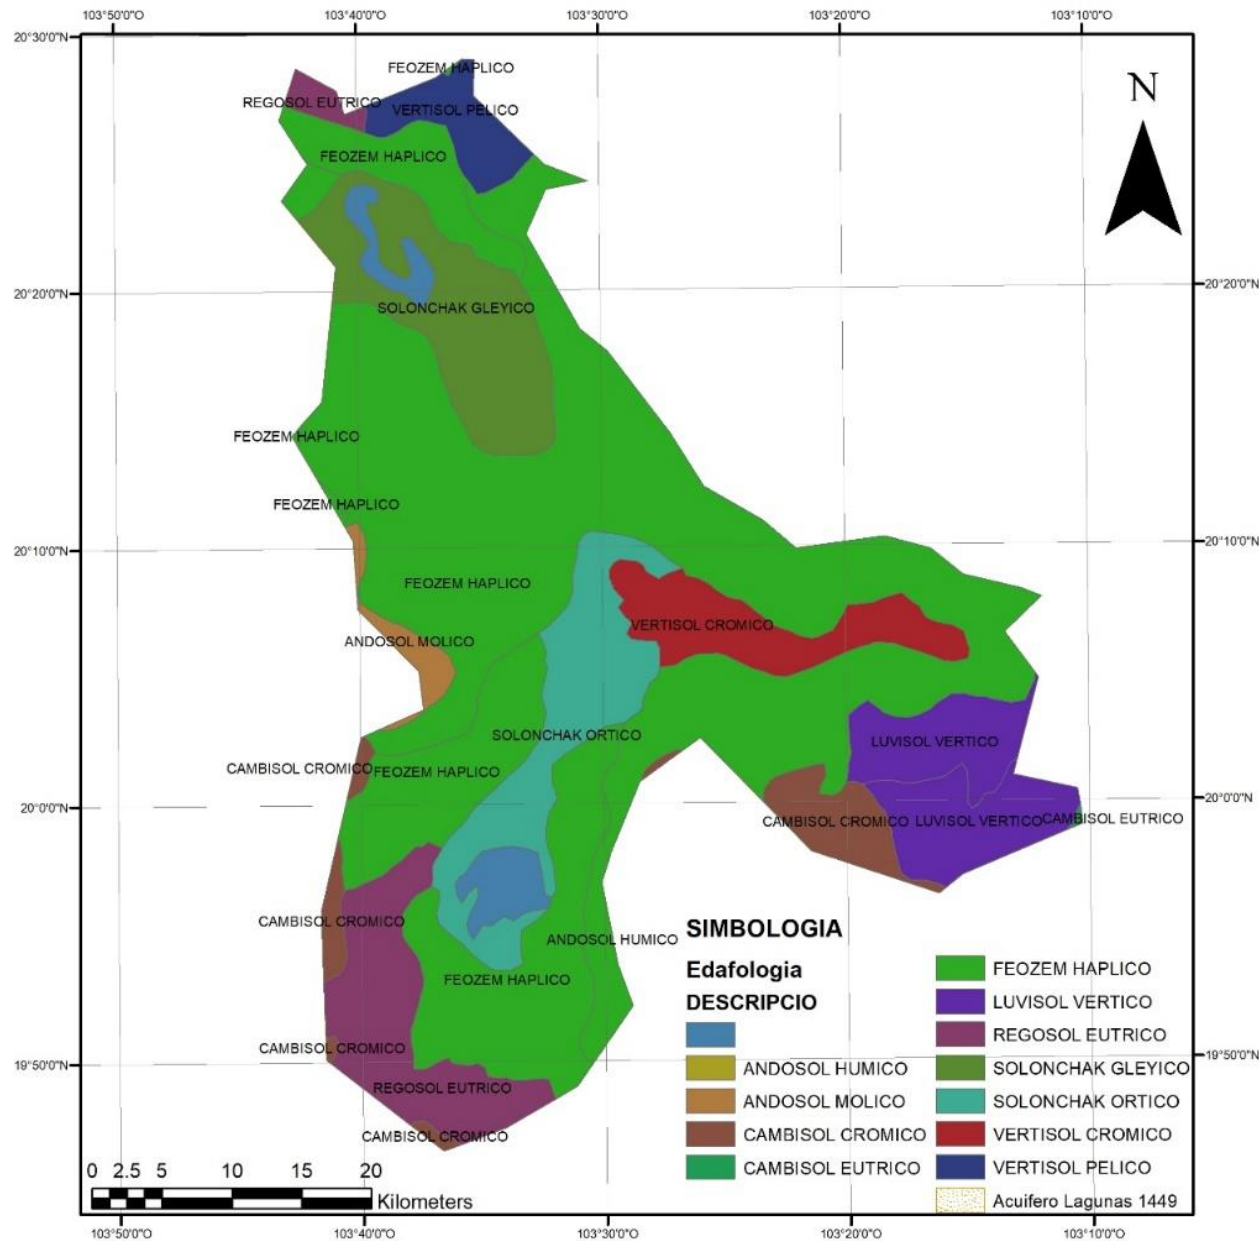 103°50'0"O 103°40'0"O 103°30'0"O 103°20'0"O 103°10'0"O
20°30'0"N
FEOZEM HAPLICO
N
REGOSOL EUTRICO
VERTISOL PELICO
FEOZEM HAPLICO
20°20'0"N 20°20'0"N
SOLONCHAK GLEYICO
FEOZEM HAPLICO
FEOZEM HAPLICO
20°10'0"N 20°10'0"N
FEOZEM HAPLICO
VERTISOL CROMICO
ANDOSOL MOLICO
SOLONCHAK ORTICO
LUVISOL VERTICO
CAMBISOL CROMICO
FEOZEM HAPLICO
20°0'0"N 20°0'0"N
CAMBISOL CROMICO
LUVISOL VERTICO
CAMBISOL EUTRICO
CAMBISOL CROMICO
ANDOSOL HUMICO
FEOZEM HAPLICO
CAMBISOL CROMICO
19°50'0"N 19°50'0"N
REGOSOL EUTRICO
CAMBISOL CROMICO
SIMBOLOGIA
Edafologia
DESCRIPCIO
ANDOSOL HUMICO
ANDOSOL MOLICO
CAMBISOL CROMICO
CAMBISOL EUTRICO
FEOZEM HAPLICO
LUVISOL VERTICO
REGOSOL EUTRICO
SOLONCHAK GLEYICO
SOLONCHAK ORTICO
VERTISOL CROMICO
VERTISOL PELICO
Acuifero Lagunas 1449
0 2.5 5 10 15 20
Kilometers
103°50'0"O 103°40'0"O 103°30'0"O 103°20'0"O 103°10'0"O